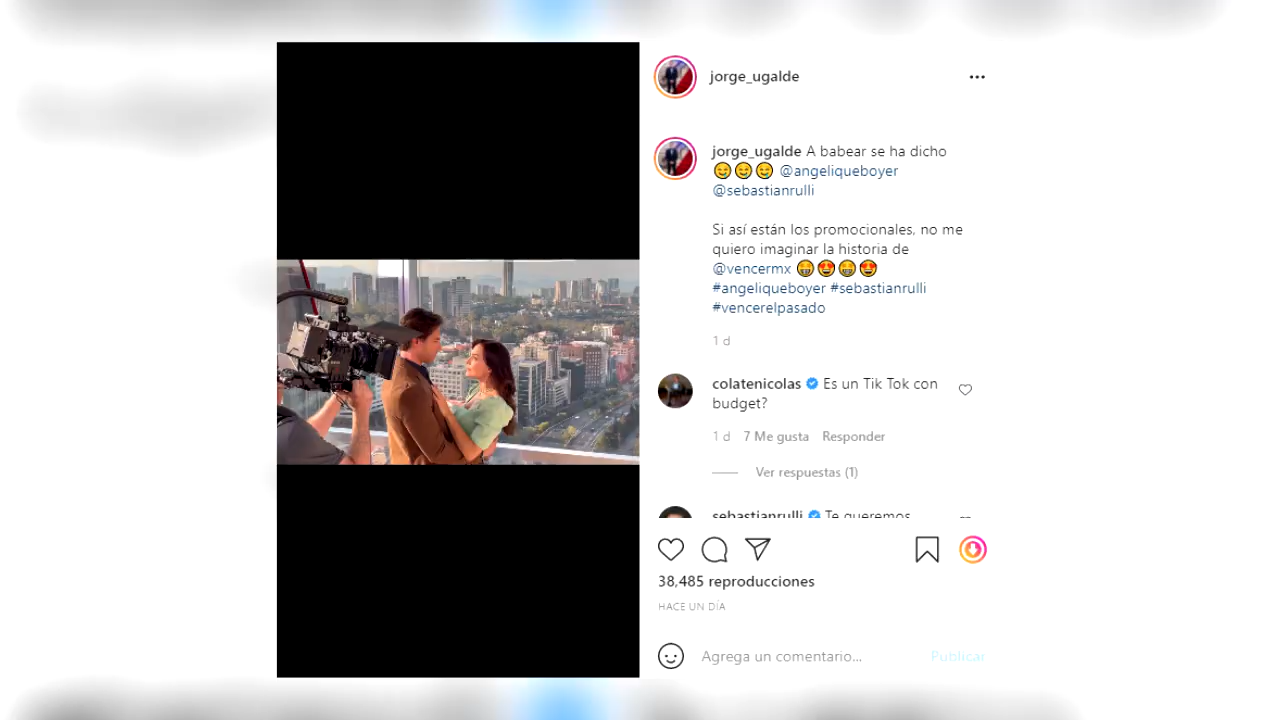 jorge_ugalde
jorge_ugalde A babear se ha dicho
@angeliqueboyer
@sebastianrulli
Si así están los promocionales, no me
quiero imaginar la historia de
@vencermx
#angeliqueboyer #sebastianrulli
#vencerelpasado
1 d
colatenicolas Es un Tik Tok con
budget?
1 d 7 Me gusta Responder
Ver respuestas (1)
sebastianrulli Te queremos
38,485 reproducciones
HACE UN DÍA
Agrega un comentario... Publicar